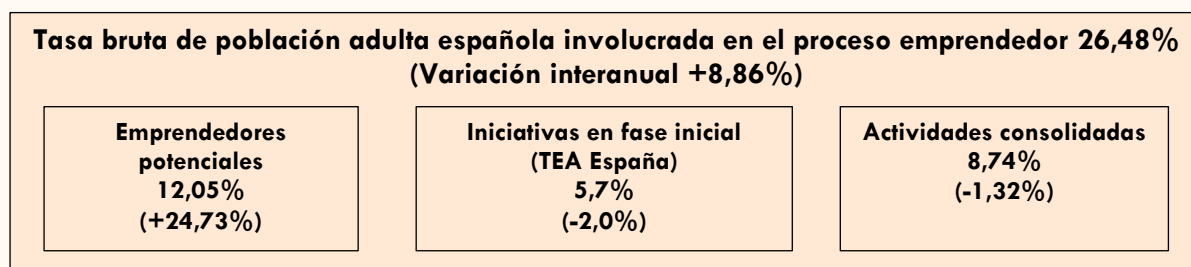 Tasa bruta de población adulta española involucrada en el proceso emprendedor 26,48%
(Variación interanual +8,86%)
Emprendedores
potenciales
12,05%
(+24,73%)
Iniciativas en fase inicial
(TEA España)
5,7%
(-2,0%)
Actividades consolidadas
8,74%
(-1,32%)